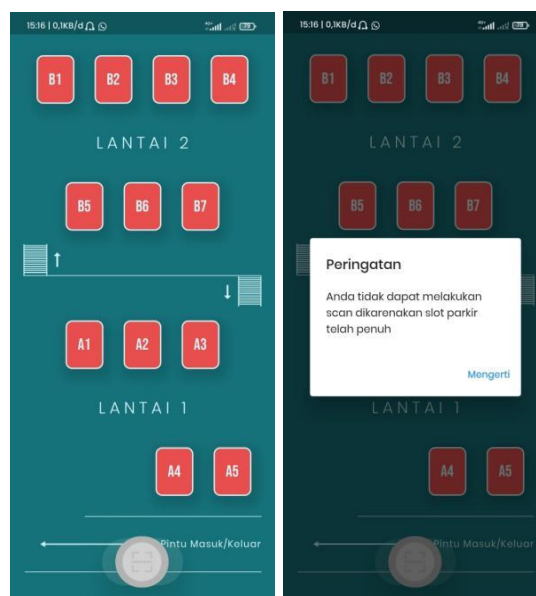 15:16 | 0,1KB/d
B1 B2 B3 B4
LANTAI 2
B5 B6 B7
A1 A2 A3
LANTAI 1
A4 A5
Pintu Masuk/Keluar
15:16 | 0,1KB/d
B1 B2 B3 B4
LANTAI 2
B5 B6 B7
Peringatan
Anda tidak dapat melakukan
scan dikarenakan slot parkir
telah penuh
Mengerti
LANTAI 1
A4 A5
Pintu Masuk/Keluar